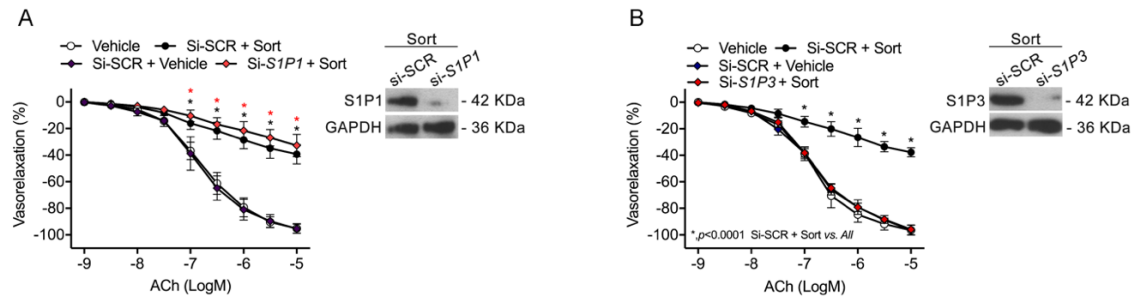 A
Vehicle Si-SCR + Sort
Si-SCR + Vehicle Si-S1P1 + Sort
Sort
si-SCR
si-S1P1
S1P1 - 42 KDa
GAPDH - 36 KDa
Vasorelaxation (%)
0
-20
-40
-60
-80
-100
* * * * *
* * * * *
-9 -8 -7 -6 -5
ACh (LogM)
B
Vehicle Si-SCR + Sort
Si-SCR + Vehicle
Si-S1P3 + Sort
Sort
si-SCR
si-S1P3
S1P3 - 42 KDa
GAPDH - 36 KDa
Vasorelaxation (%)
0
-20
-40
-60
-80
-100
* * * * *
*,p<0.0001 Si-SCR + Sort vs. All
-9 -8 -7 -6 -5
ACh (LogM)